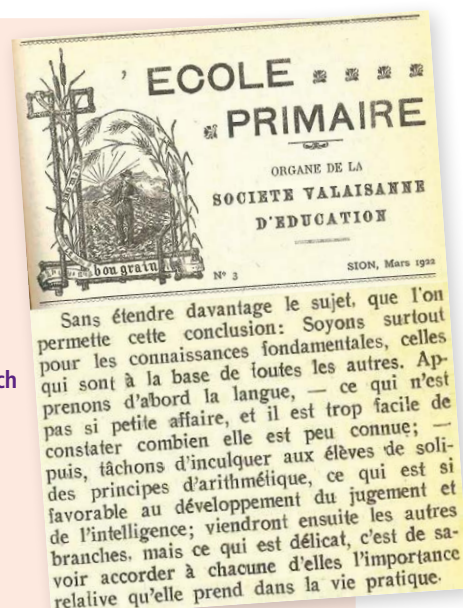 ' ECOLE
PRIMAIRE
ORGANE DE LA
SOCIETE VALAISANNE
D'EDUCATION
bon grain
N° 3
SION, Mars 1922
ch
Sans étendre davantage le sujet, que l'on
permette cette conclusion: Soyons surtout
pour les connaissances fondamentales, celles
qui sont à la base de toutes les autres. Ap-
prenons d'abord la langue, — ce qui n'est
pas si petite affaire, et il est trop facile de
constater combien elle est peu connue; —
puis, tâchons d'inculquer aux élèves de soli-
des principes d'arithmétique, ce qui est si
favorable au développement du jugement et
de l'intelligence; viendront ensuite les autres
branches, mais ce qui est délicat, c'est de sa-
voir accorder à chacune d'elles l'importance
relative qu'elle prend dans la vie pratique.